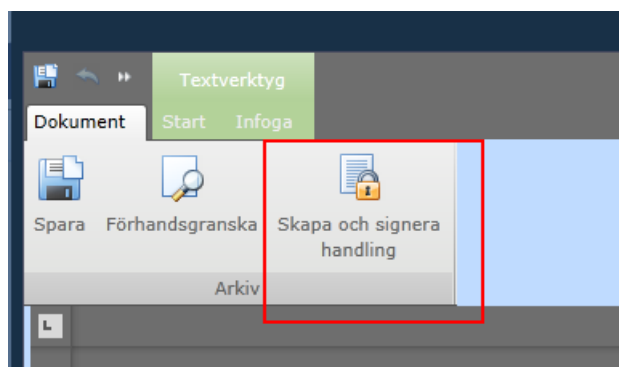 Textverktyg
Dokument Start Infoga
Spara Förhandsgranska Skapa och signera
handling
Arkiv